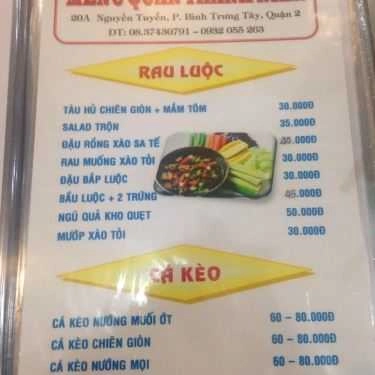 20A Nguyễn Tuyển, P. Bình Trưng Tây, Quận 2
ĐT: 08.37430791 - 0932 055 263
RAU LUỘC
TÀU HỦ CHIÊN GIÒN + MẮM TÔM 30.000Đ
SALAD TRỘN 35.000Đ
ĐẬU RỒNG XÀO SA TẾ .000Đ
RAU MUỐNG XÀO TỎI 30.000Đ
ĐẬU BẮP LUỘC 30.000Đ
BẦU LUỘC + 2 TRỨNG .000Đ
NGŨ QUẢ KHO QUẸT 50.000Đ
MƯỚP XÀO TỎI 30.000Đ
CÁ KÈO
CÁ KÈO NƯỚNG MUỐI ỚT 60 - 80.000Đ
CÁ KÈO CHIÊN GIÒN 60 - 80.000Đ
CÁ KÈO NƯỚNG MỌI 60 - 80.000Đ